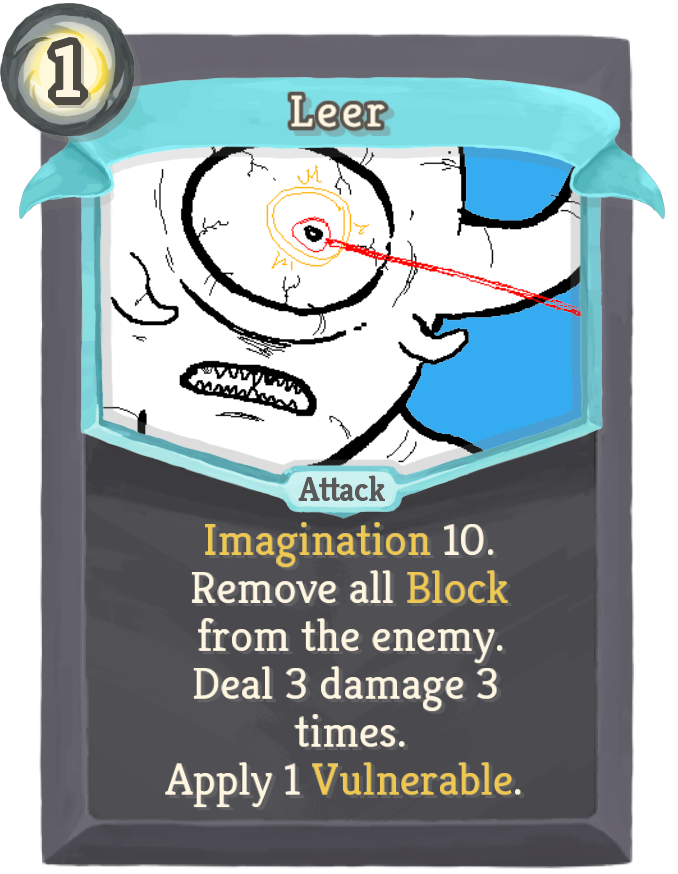 1
Leer
Attack
Imagination 10.
Remove all Block
from the enemy.
Deal 3 damage 3
times.
Apply 1 Vulnerable.